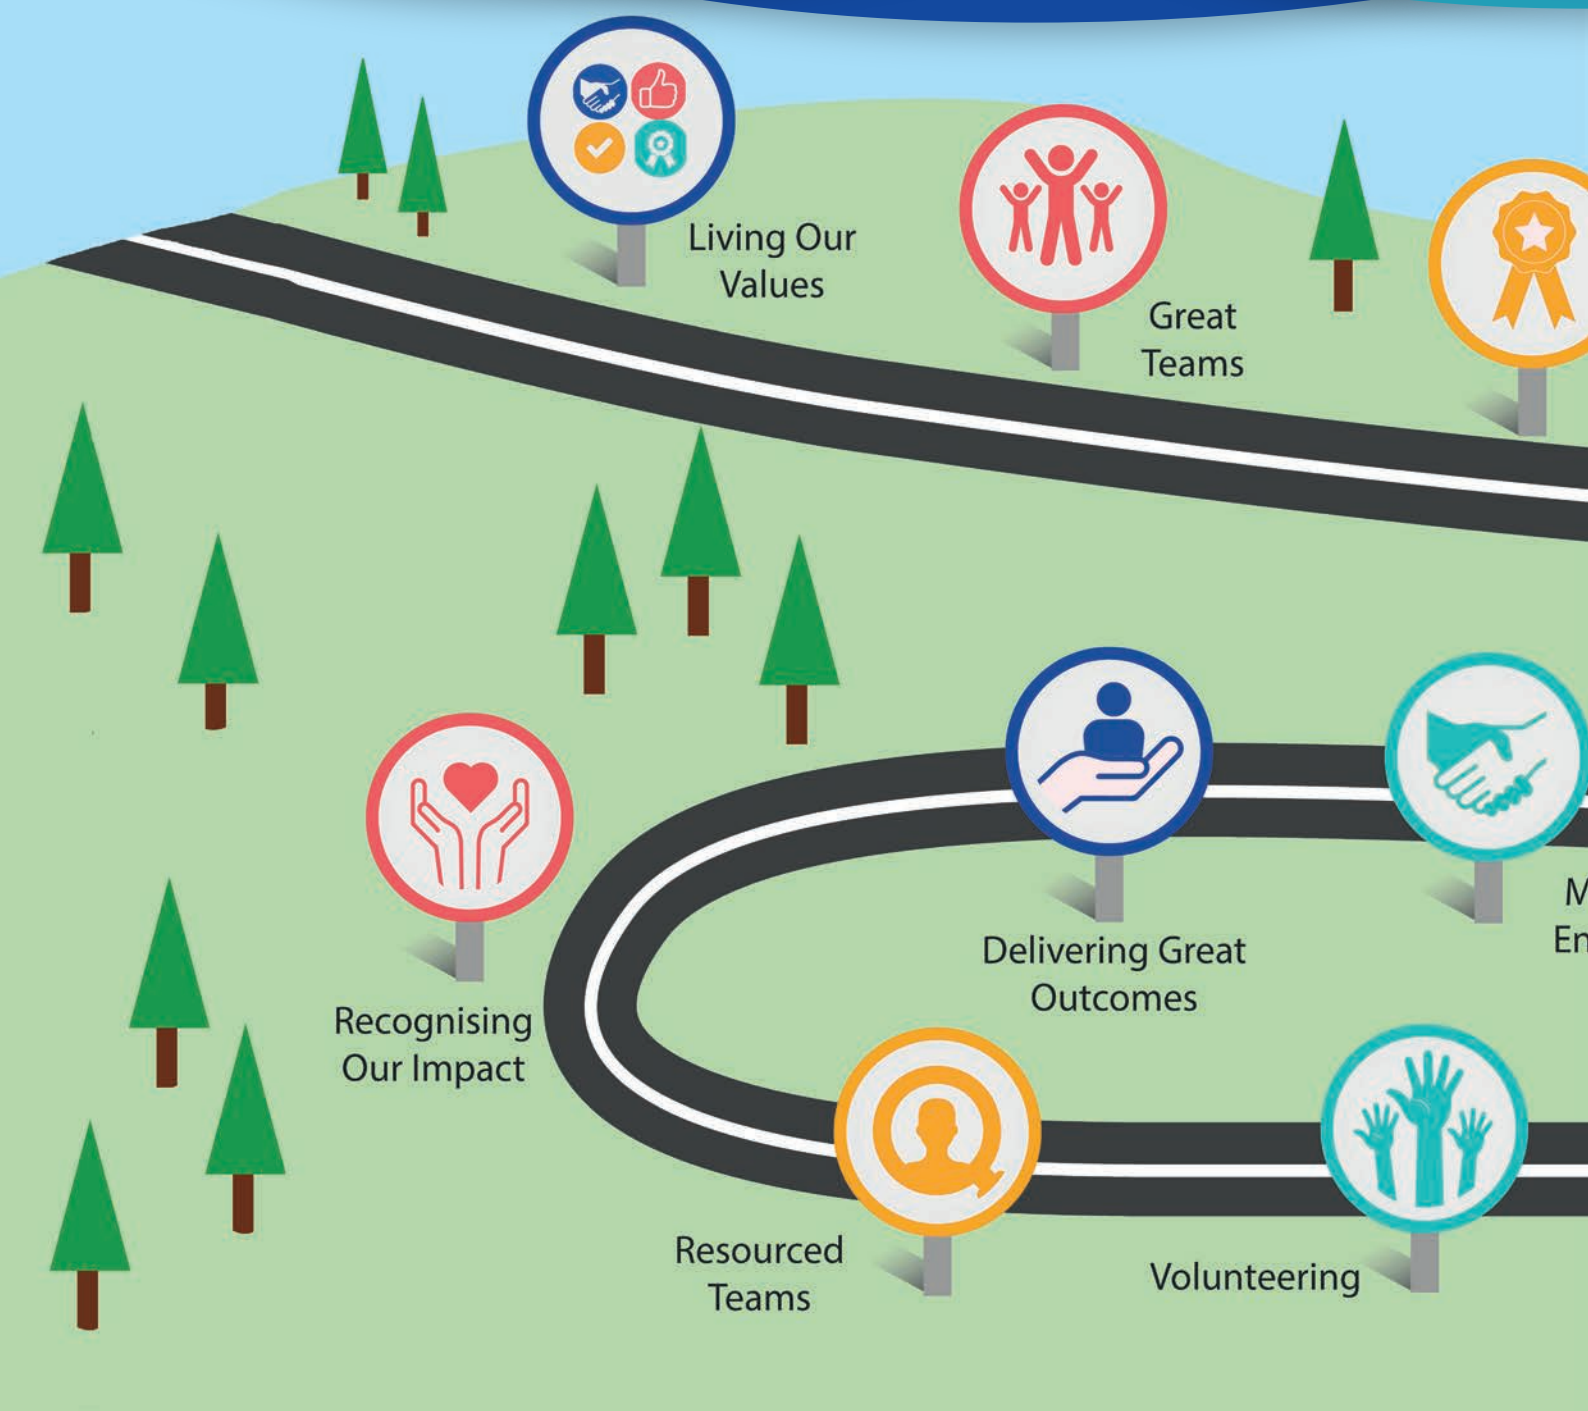 Living Our
Values
Great
Teams
Delivering Great
Outcomes
Recognising
Our Impact
Resourced
Teams
Volunteering